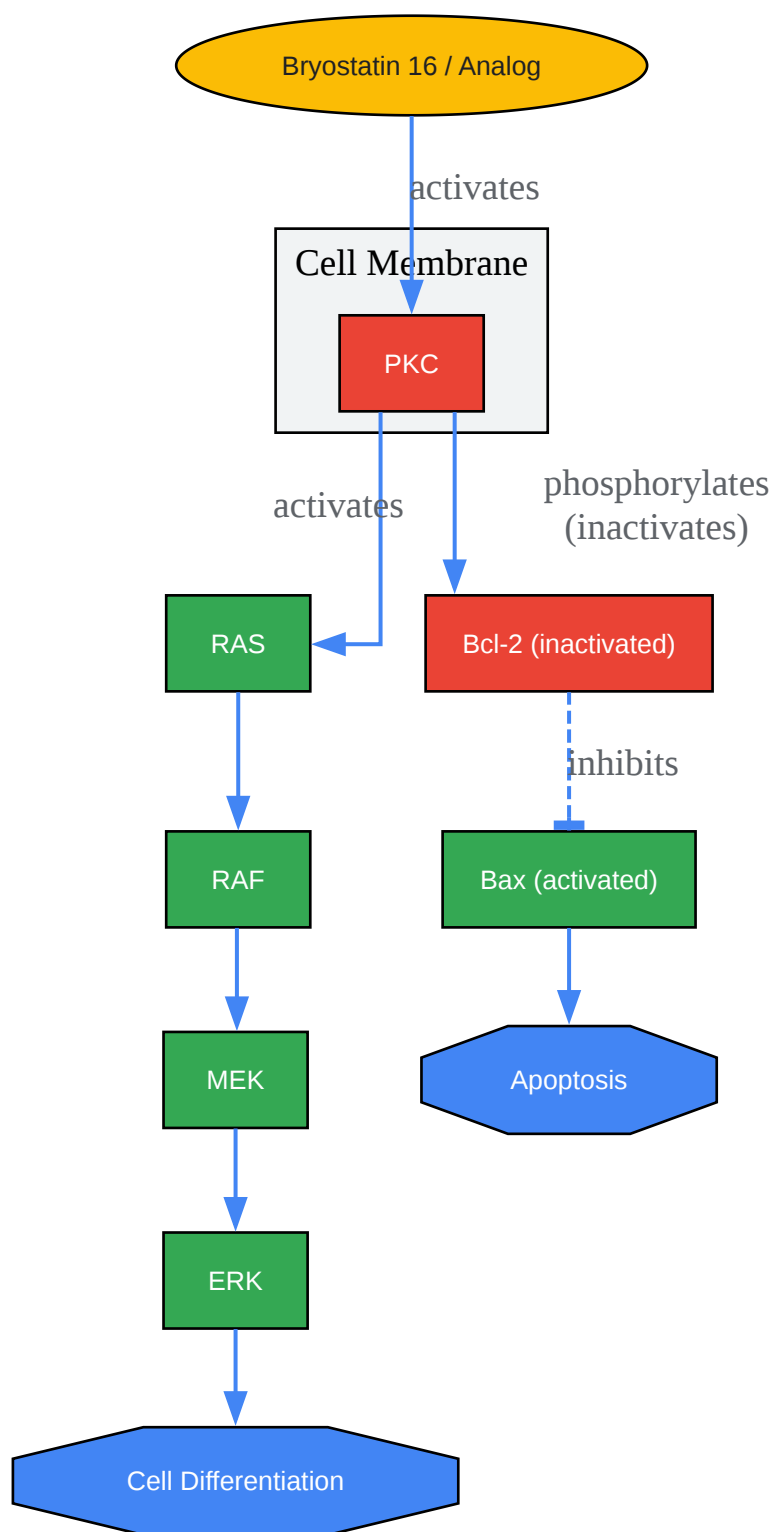 Bryostatin 16 / Analog
activates
Cell Membrane
PKC
activates
phosphorylates
(inactivates)
RAS
Bcl-2 (inactivated)
inhibits
RAF
Bax (activated)
MEK
Apoptosis
ERK
Cell Differentiation